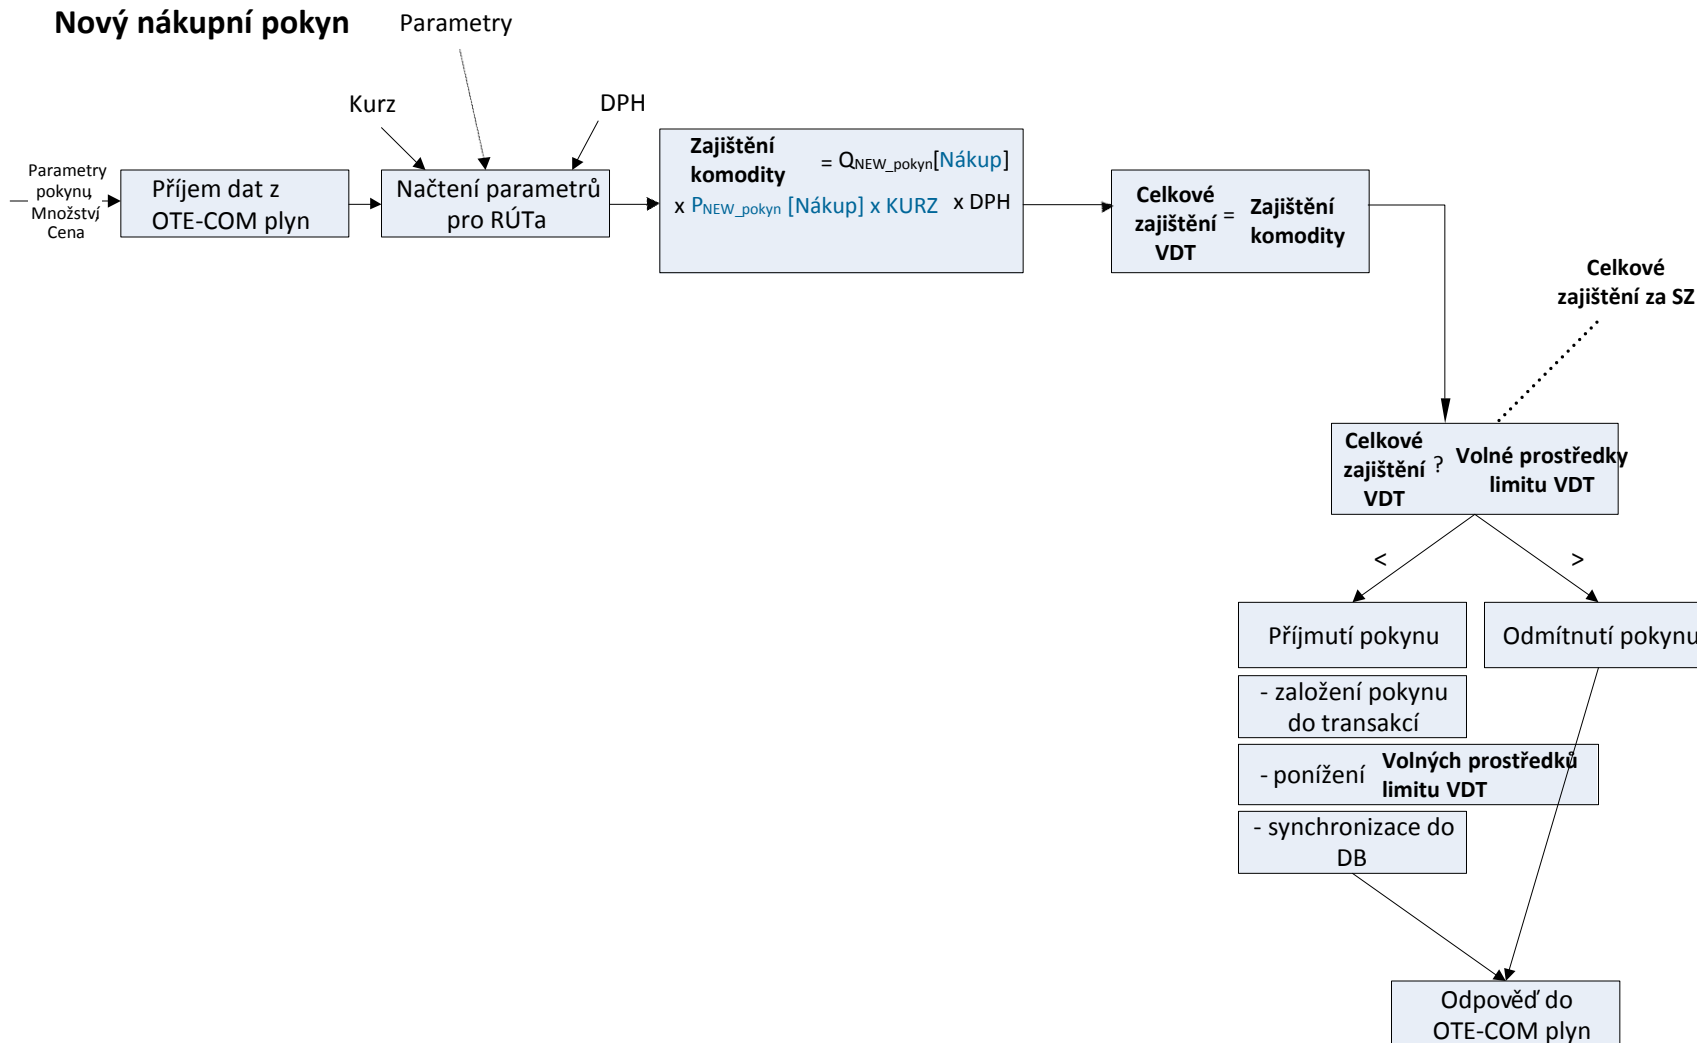 Nový nákupní pokyn
Parametry
Kurz
DPH
Parametry
pokynu,
Množství
Cena
Příjem dat z
OTE-COM plyn
Načtení parametrů
pro RÚTa
Zajištění
komodity
= QNEW_pokyn[Nákup]
x PNEW_pokyn [Nákup] x KURZ x DPH
Celkové
zajištění
VDT
=
Zajištění
komodity
Celkové
zajištění za SZ
Celkové
zajištění
VDT
?
Volné prostředky
limitu VDT
<
>
Příjmutí pokynu
Odmítnutí pokynu
- založení pokynu
do transakcí
- ponížení
Volných prostředků
limitu VDT
- synchronizace do
DB
Odpověď do
OTE-COM plyn